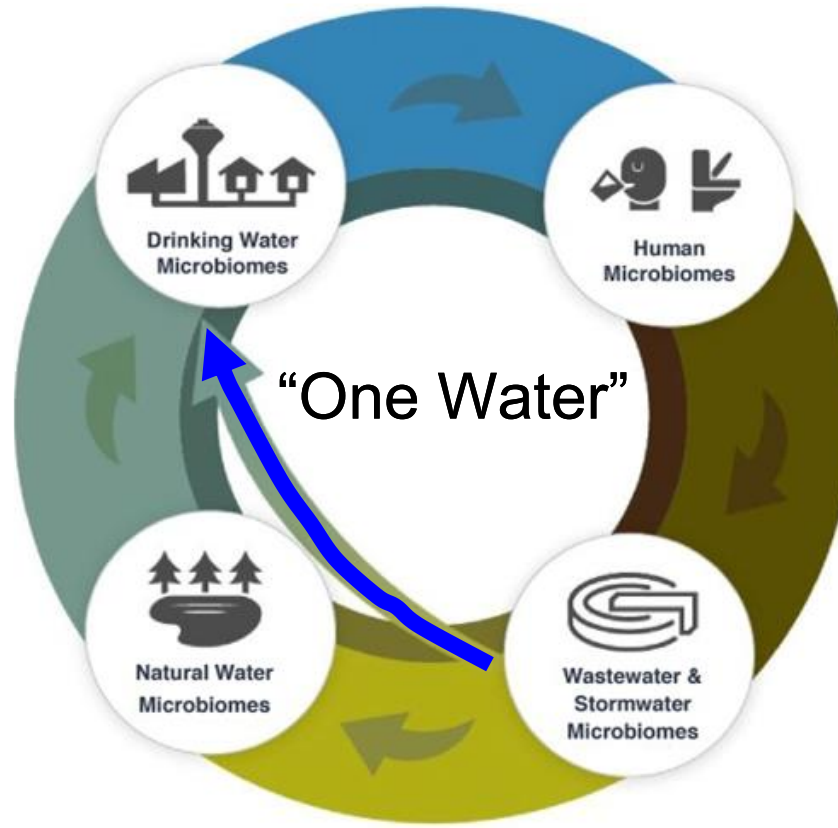 Drinking Water
Microbiomes
Human
Microbiomes
“One Water”
Natural Water
Microbiomes
Wastewater &
Stormwater
Microbiomes